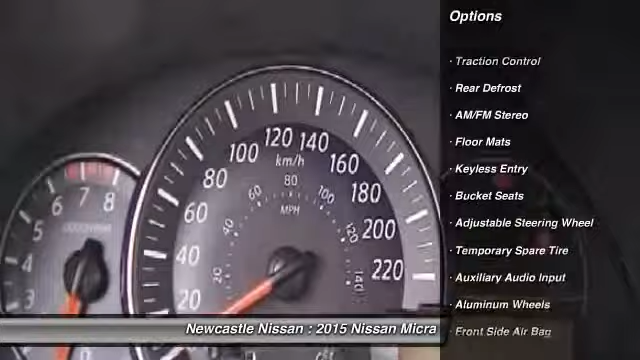 Options
· Traction Control
· Rear Defrost
· AM/FM Stereo
· Floor Mats
· Keyless Entry
· Bucket Seats
· Adjustable Steering Wheel
· Temporary Spare Tire
· Auxiliary Audio Input
· Aluminum Wheels
· Front Side Air Bag
Newcastle Nissan : 2015 Nissan Micra
3
4
5
6
7
8
20
40
60
80
100
120
140
160
180
200
220
km/h
20
40
60
80
100
120
140
MPH